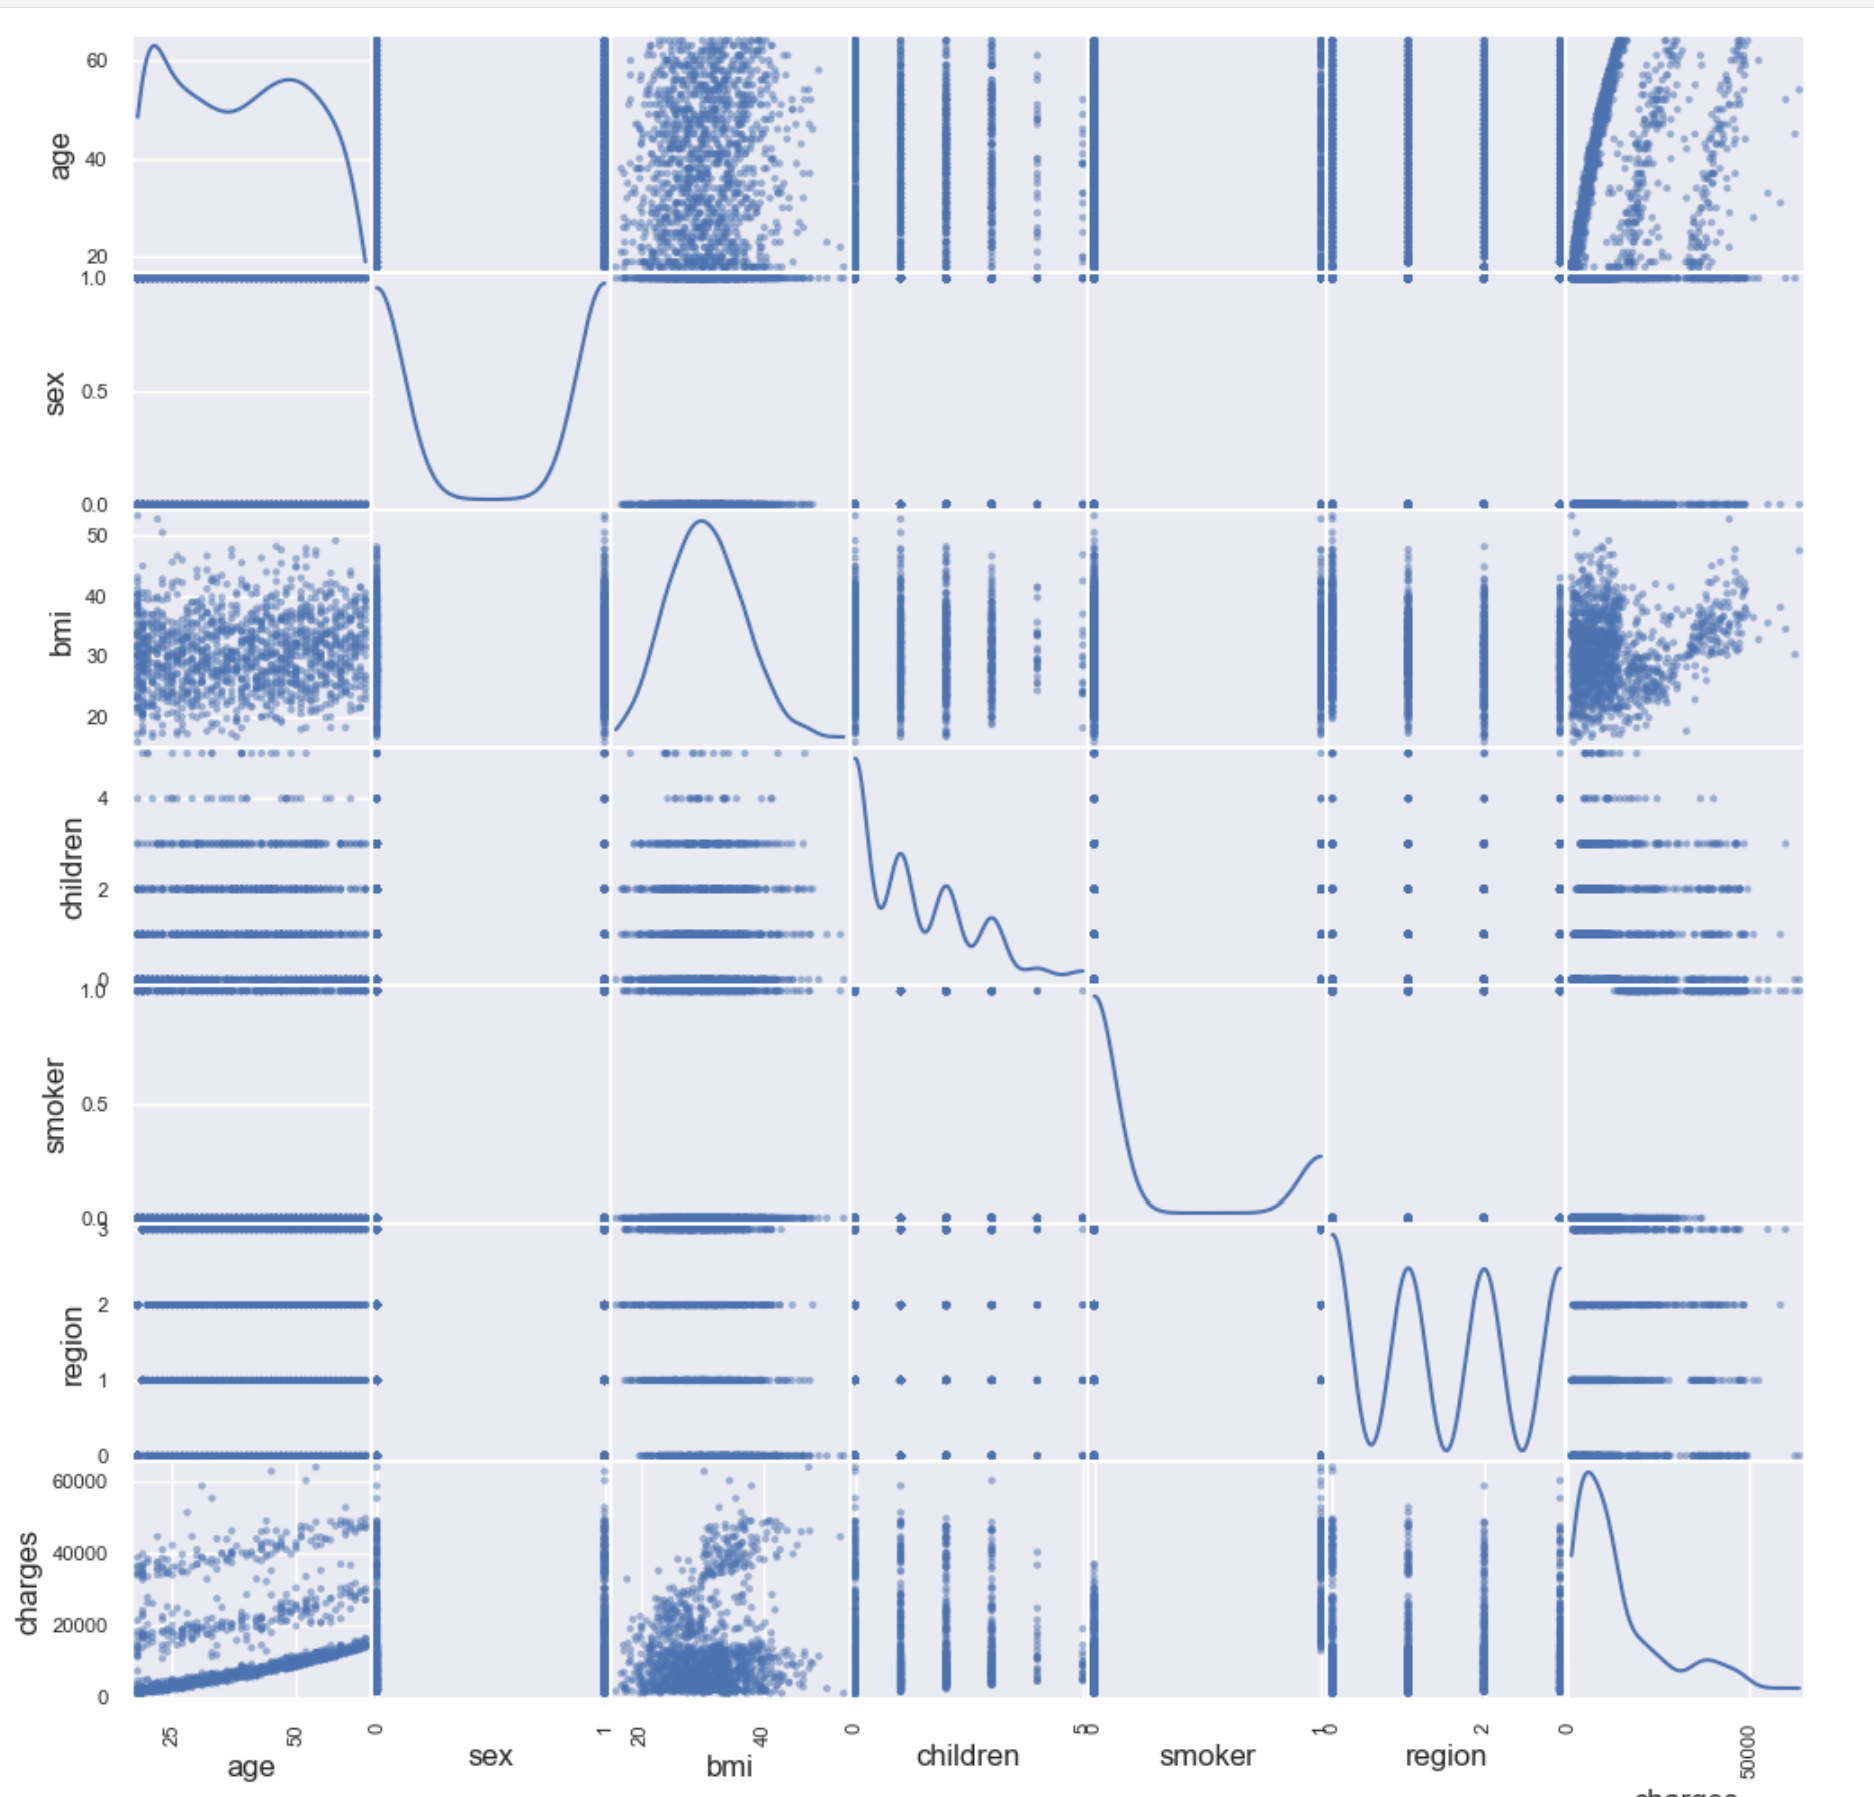 60
age
40
20
1.0
sex
0.5
0.0
50
bmi
40
30
20
4
children
2
0
1.0
smoker
0.5
0.0
3
2
region
1
0
60000
charges
40000
20000
0
25 50 0 1 20 40 0 5 0 1 0 2 0 50000
age sex bmi children smoker region charges